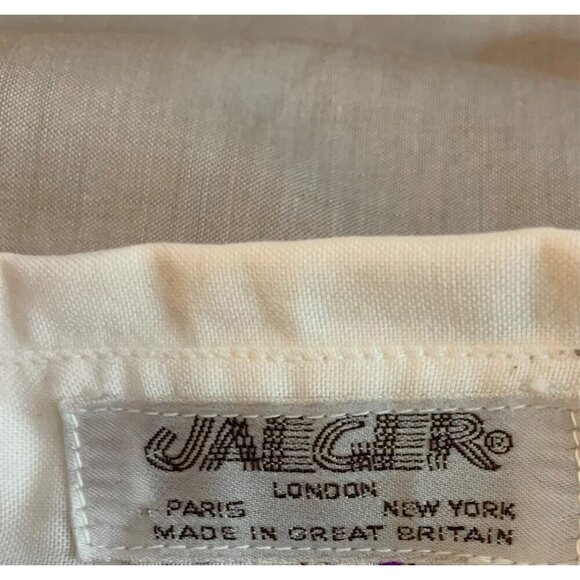 JAEGER®
LONDON
PARIS NEW YORK
MADE IN GREAT BRITAIN